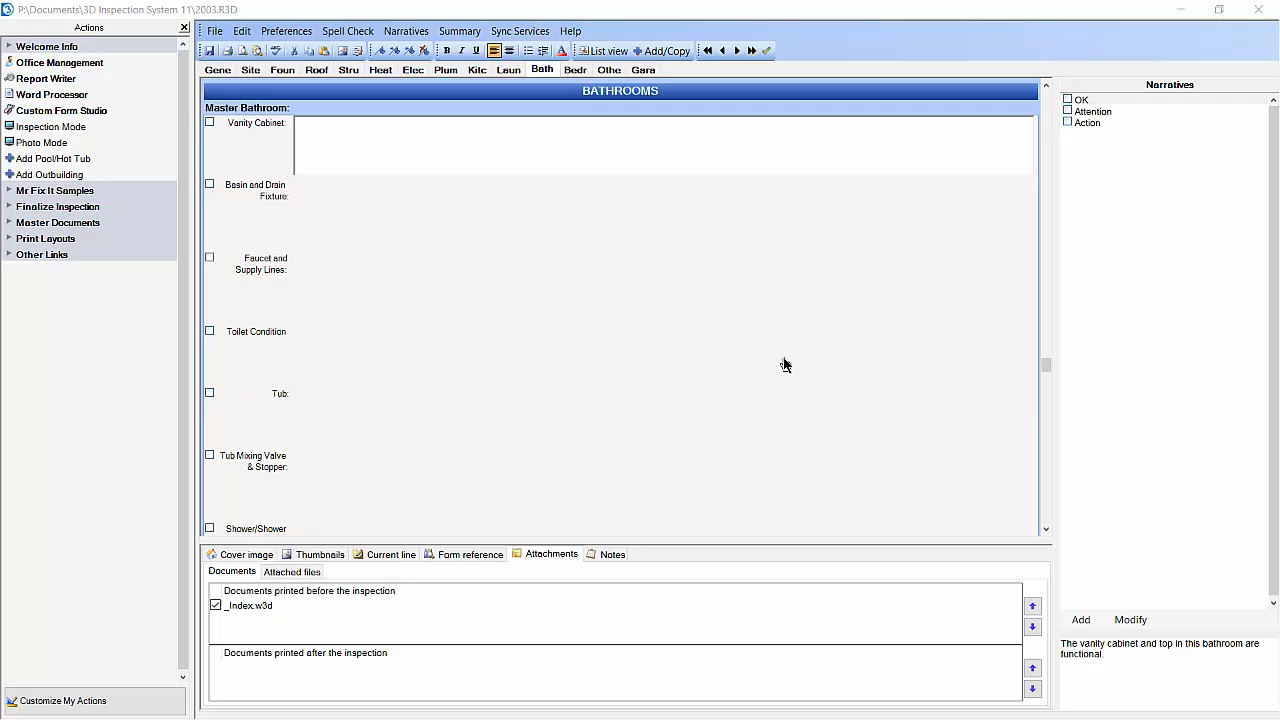 P:\Documents\3D Inspection System 11\2003.R3D
Actions
Welcome Info
Office Management
Report Writer
Word Processor
Custom Form Studio
Inspection Mode
Photo Mode
Add Pool/Hot Tub
Add Outbuilding
Mr Fix It Samples
Finalize Inspection
Master Documents
Print Layouts
Other Links
Customize My Actions
File Edit Preferences Spell Check Narratives Summary Sync Services Help
B I U A List view Add/Copy
Gene Site Foun Roof Stru Heat Elec Plum Kitc Laun Bath Bedr Othe Gara
BATHROOMS
Master Bathroom:
Vanity Cabinet:
Basin and Drain
Fixture:
Faucet and
Supply Lines:
Toilet Condition
Tub:
Tub Mixing Valve
& Stopper:
Shower/Shower
Cover image Thumbnails Current line Form reference Attachments Notes
Documents Attached files
Documents printed before the inspection
_Index.w3d
Documents printed after the inspection
Narratives
OK
Attention
Action
Add Modify
The vanity cabinet and top in this bathroom are
functional.